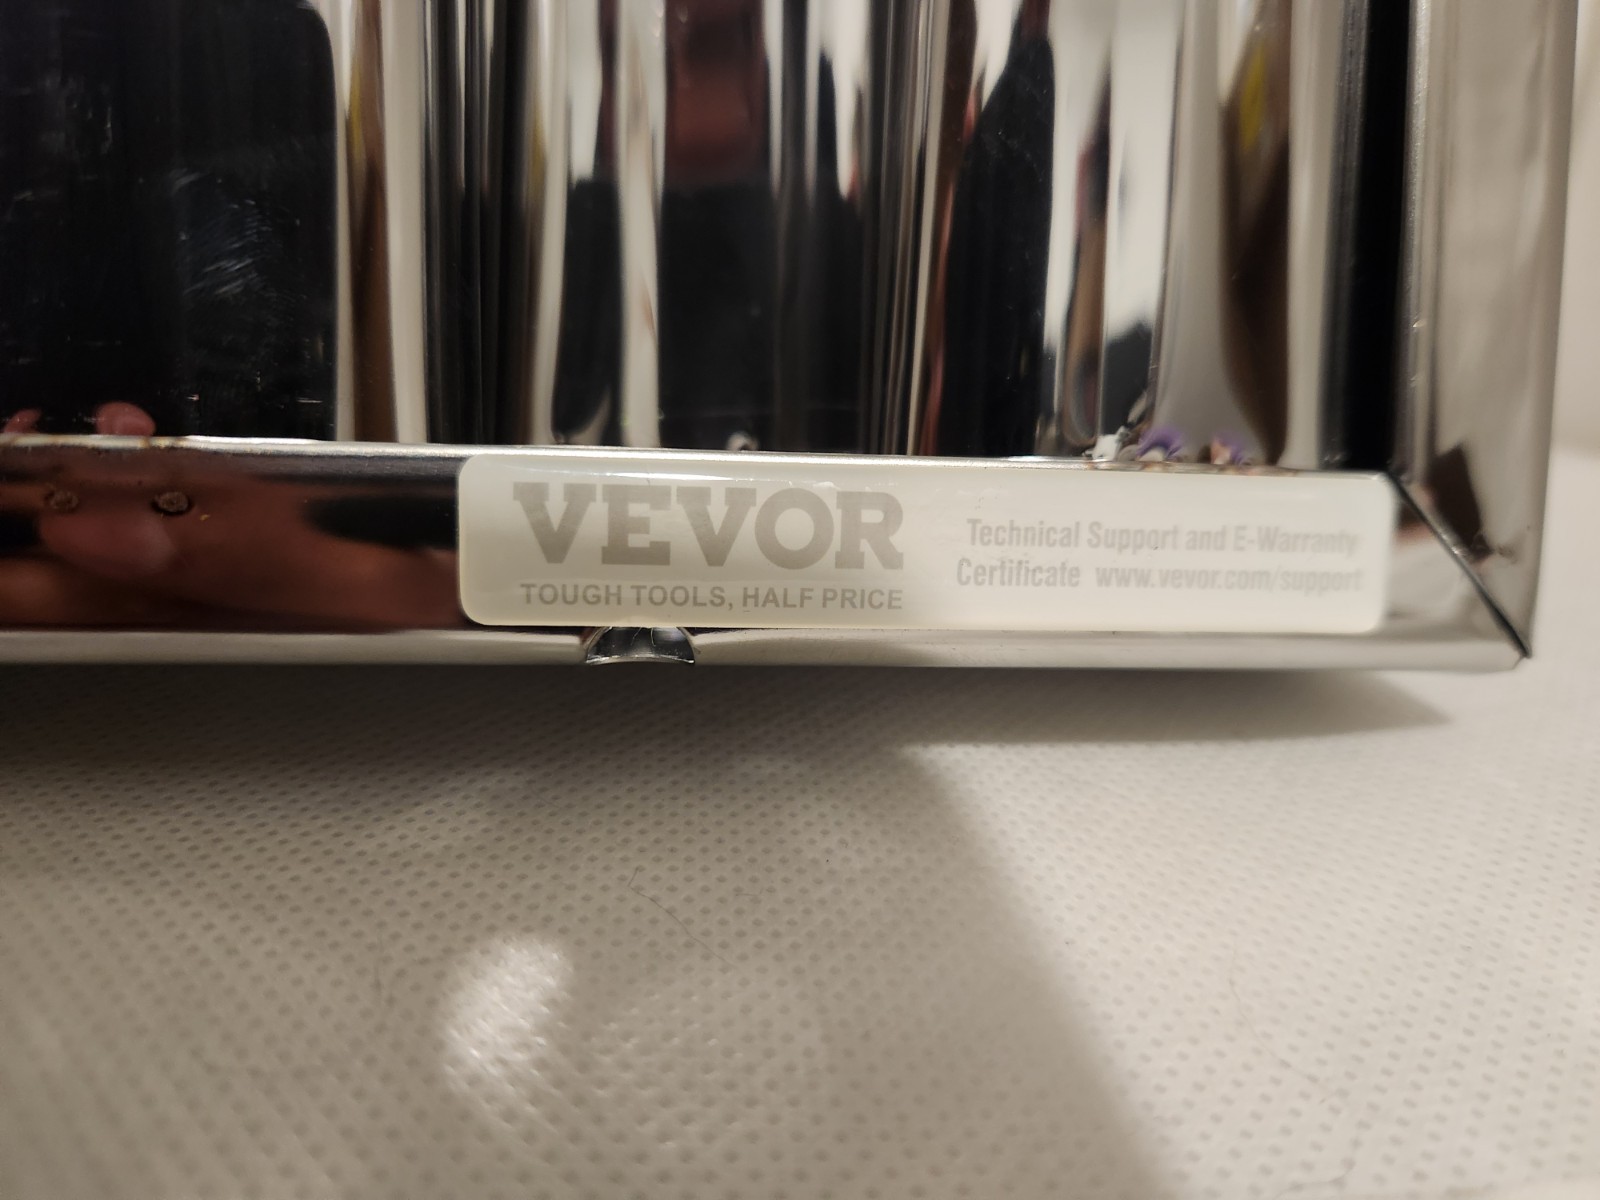 VEVOR
TOUGH TOOLS, HALF PRICE
Technical Support and E-Warranty
Certificate www.vevor.com/support